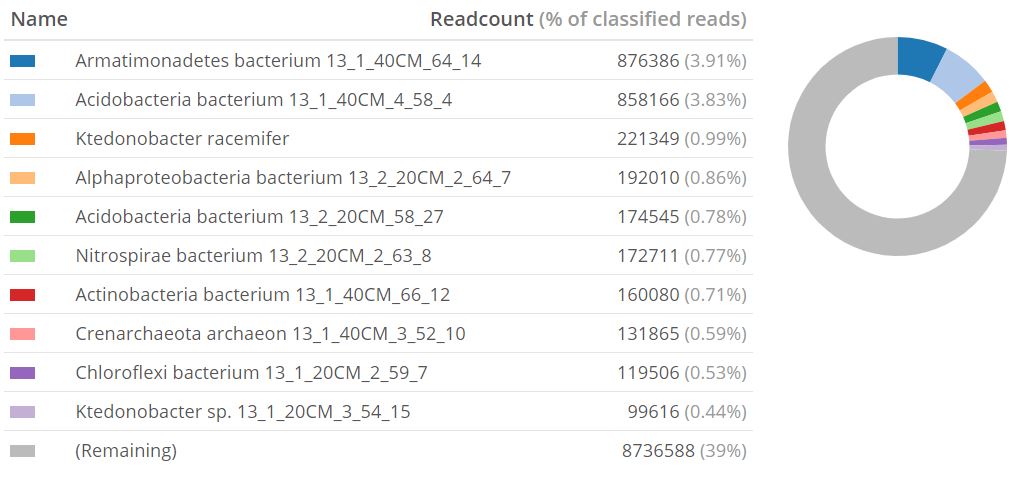 Name Readcount (% of classified reads)
Armatimonadetes bacterium 13_1_40CM_64_14 876386 (3.91%)
Acidobacteria bacterium 13_1_40CM_4_58_4 858166 (3.83%)
Ktedonobacter racemifer 221349 (0.99%)
Alphaproteobacteria bacterium 13_2_20CM_2_64_7 192010 (0.86%)
Acidobacteria bacterium 13_2_20CM_58_27 174545 (0.78%)
Nitrospirae bacterium 13_2_20CM_2_63_8 172711 (0.77%)
Actinobacteria bacterium 13_1_40CM_66_12 160080 (0.71%)
Crenarchaeota archaeon 13_1_40CM_3_52_10 131865 (0.59%)
Chloroflexi bacterium 13_1_20CM_2_59_7 119506 (0.53%)
Ktedonobacter sp. 13_1_20CM_3_54_15 99616 (0.44%)
(Remaining) 8736588 (39%)